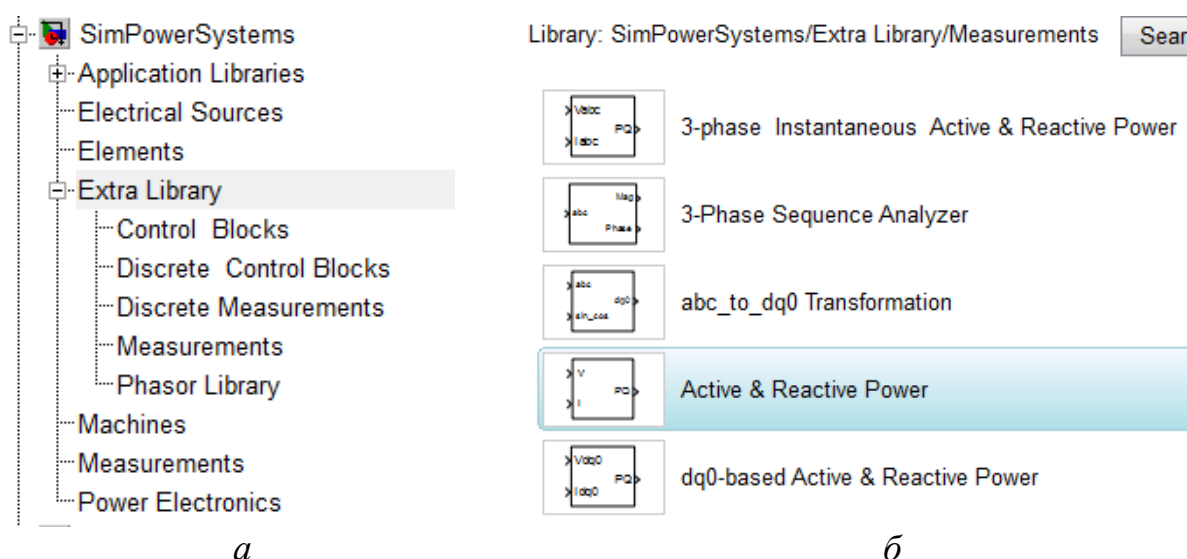 SimPowerSystems
Application Libraries
Electrical Sources
Elements
Extra Library
Control Blocks
Discrete Control Blocks
Discrete Measurements
Measurements
Phasor Library
Machines
Measurements
Power Electronics
а
Library: SimPowerSystems/Extra Library/Measurements Sear
Vabc
Iabc
PQ
3-phase Instantaneous Active & Reactive Power
abc
Mag
Phase
3-Phase Sequence Analyzer
abc
sin_cos
dq0
abc_to_dq0 Transformation
V
I
PQ
Active & Reactive Power
Vdq0
Idq0
PQ
dq0-based Active & Reactive Power
б